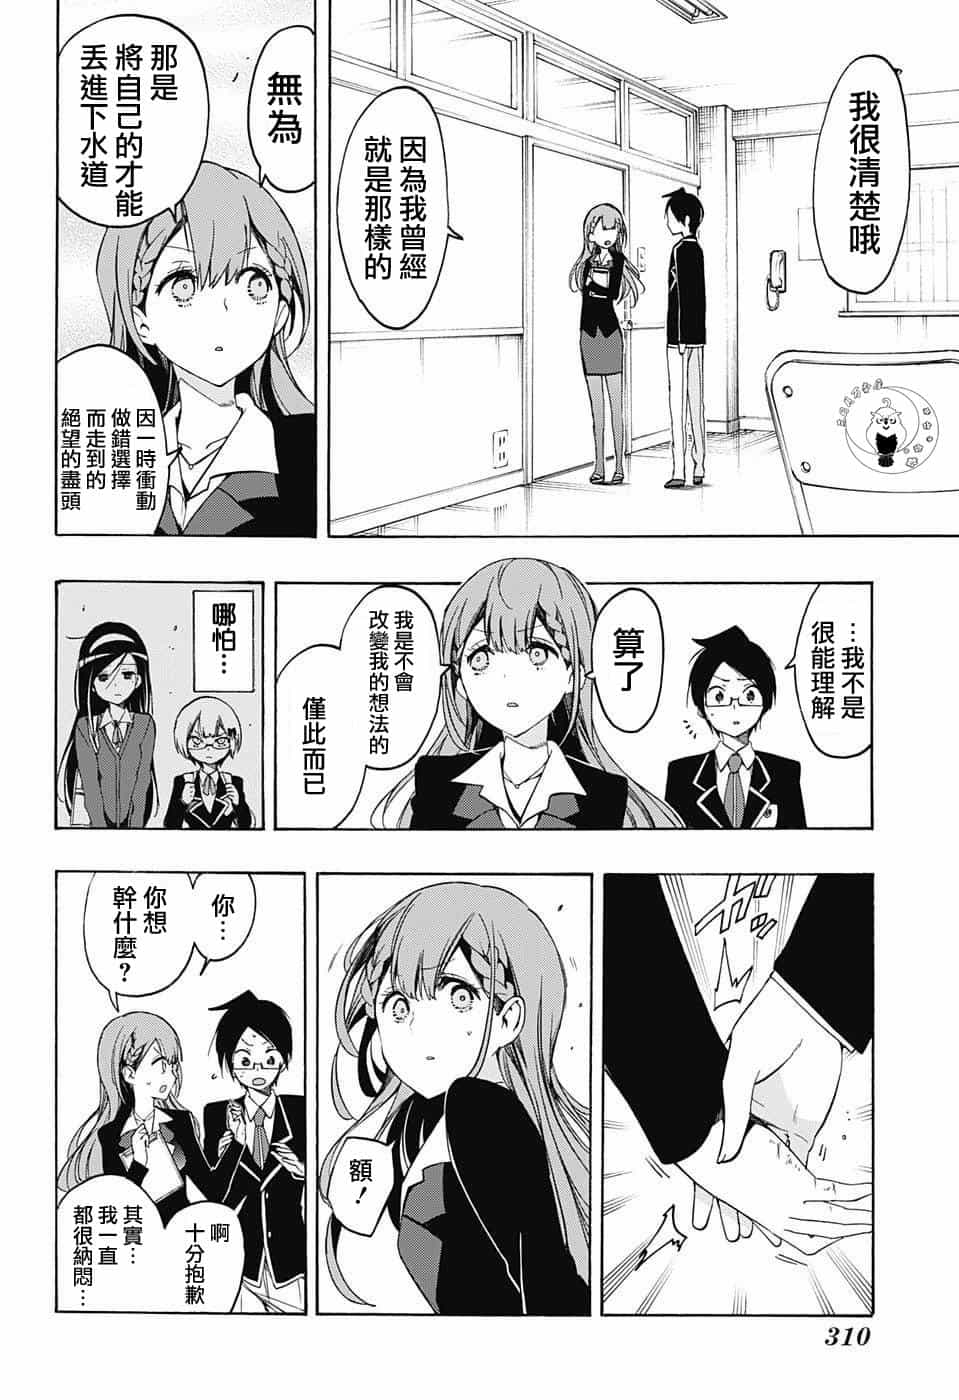 我很清楚哦
因為我曾經
就是那樣的
無為
那是
將自己的才能
丟進下水道
因一時衝動
做錯選擇
而走到的
絕望的盡頭
…我不是
很能理解
算了
我是不會
改變我的想法的
僅此而已
哪怕…
ガッ
額！
你…
你想
幹什麼？
啊
十分抱歉
其實…
我一直
都很納悶…
310